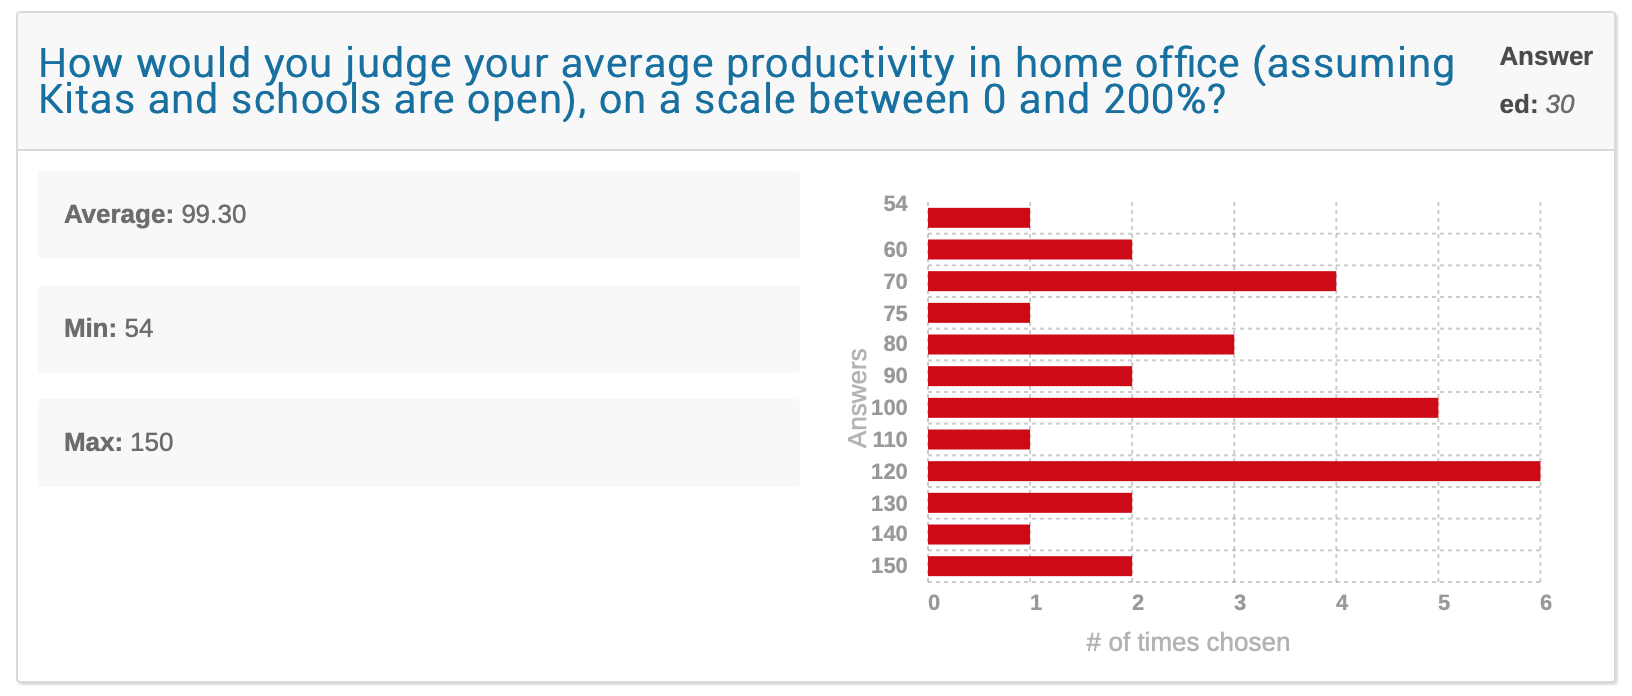 How would you judge your average productivity in home office (assuming
Kitas and schools are open), on a scale between 0 and 200%?
Answer
ed: 30
Average: 99.30
Min: 54
Max: 150
Answers
54
60
70
75
80
90
100
110
120
130
140
150
0 1 2 3 4 5 6
# of times chosen